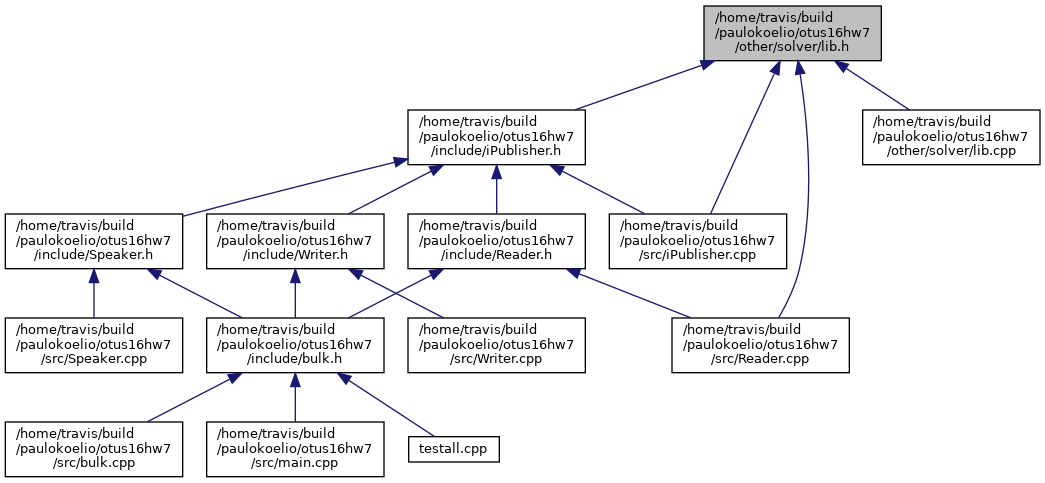 /home/travis/build
/paulokoelio/otus16hw7
/other/solver/lib.h
/home/travis/build
/paulokoelio/otus16hw7
/include/iPublisher.h
/home/travis/build
/paulokoelio/otus16hw7
/other/solver/lib.cpp
/home/travis/build
/paulokoelio/otus16hw7
/include/Speaker.h
/home/travis/build
/paulokoelio/otus16hw7
/include/Writer.h
/home/travis/build
/paulokoelio/otus16hw7
/include/Reader.h
/home/travis/build
/paulokoelio/otus16hw7
/src/iPublisher.cpp
/home/travis/build
/paulokoelio/otus16hw7
/src/Speaker.cpp
/home/travis/build
/paulokoelio/otus16hw7
/include/bulk.h
/home/travis/build
/paulokoelio/otus16hw7
/src/Writer.cpp
/home/travis/build
/paulokoelio/otus16hw7
/src/Reader.cpp
/home/travis/build
/paulokoelio/otus16hw7
/src/bulk.cpp
/home/travis/build
/paulokoelio/otus16hw7
/src/main.cpp
testall.cpp